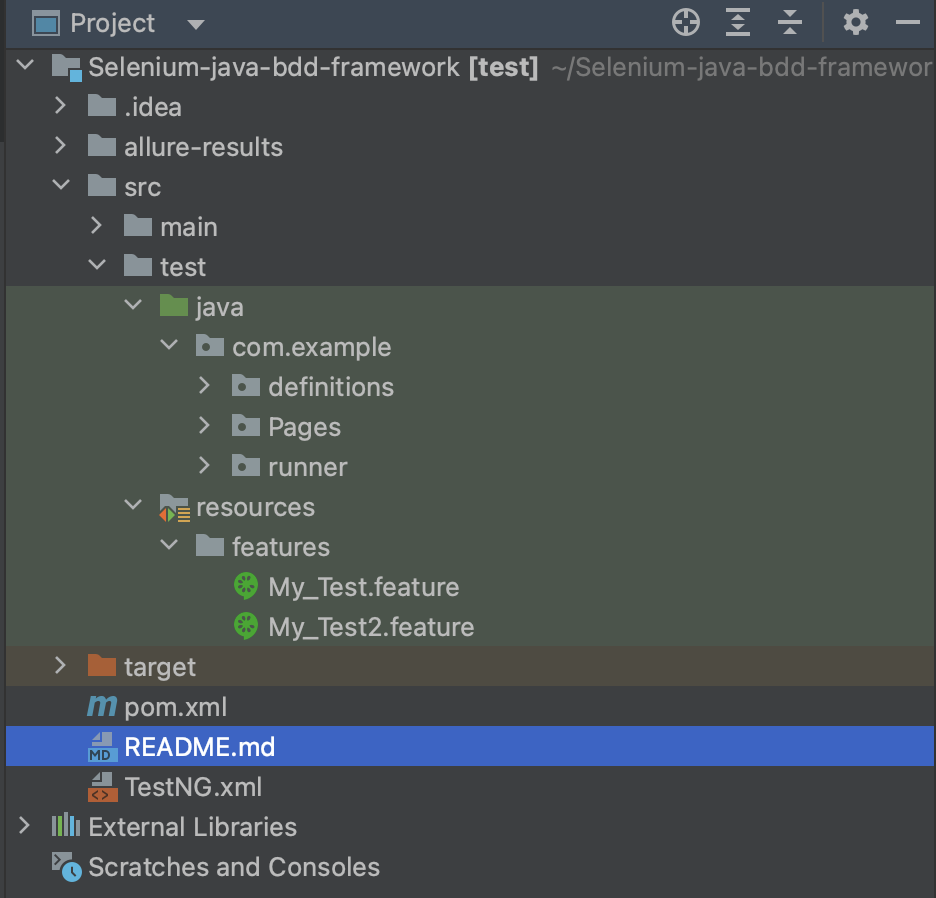 Project
Selenium-java-bdd-framework [test] ~/Selenium-java-bdd-framewor
.idea
allure-results
src
main
test
java
com.example
definitions
Pages
runner
resources
features
My_Test.feature
My_Test2.feature
target
m pom.xml
MD README.md
<> TestNG.xml
External Libraries
Scratches and Consoles